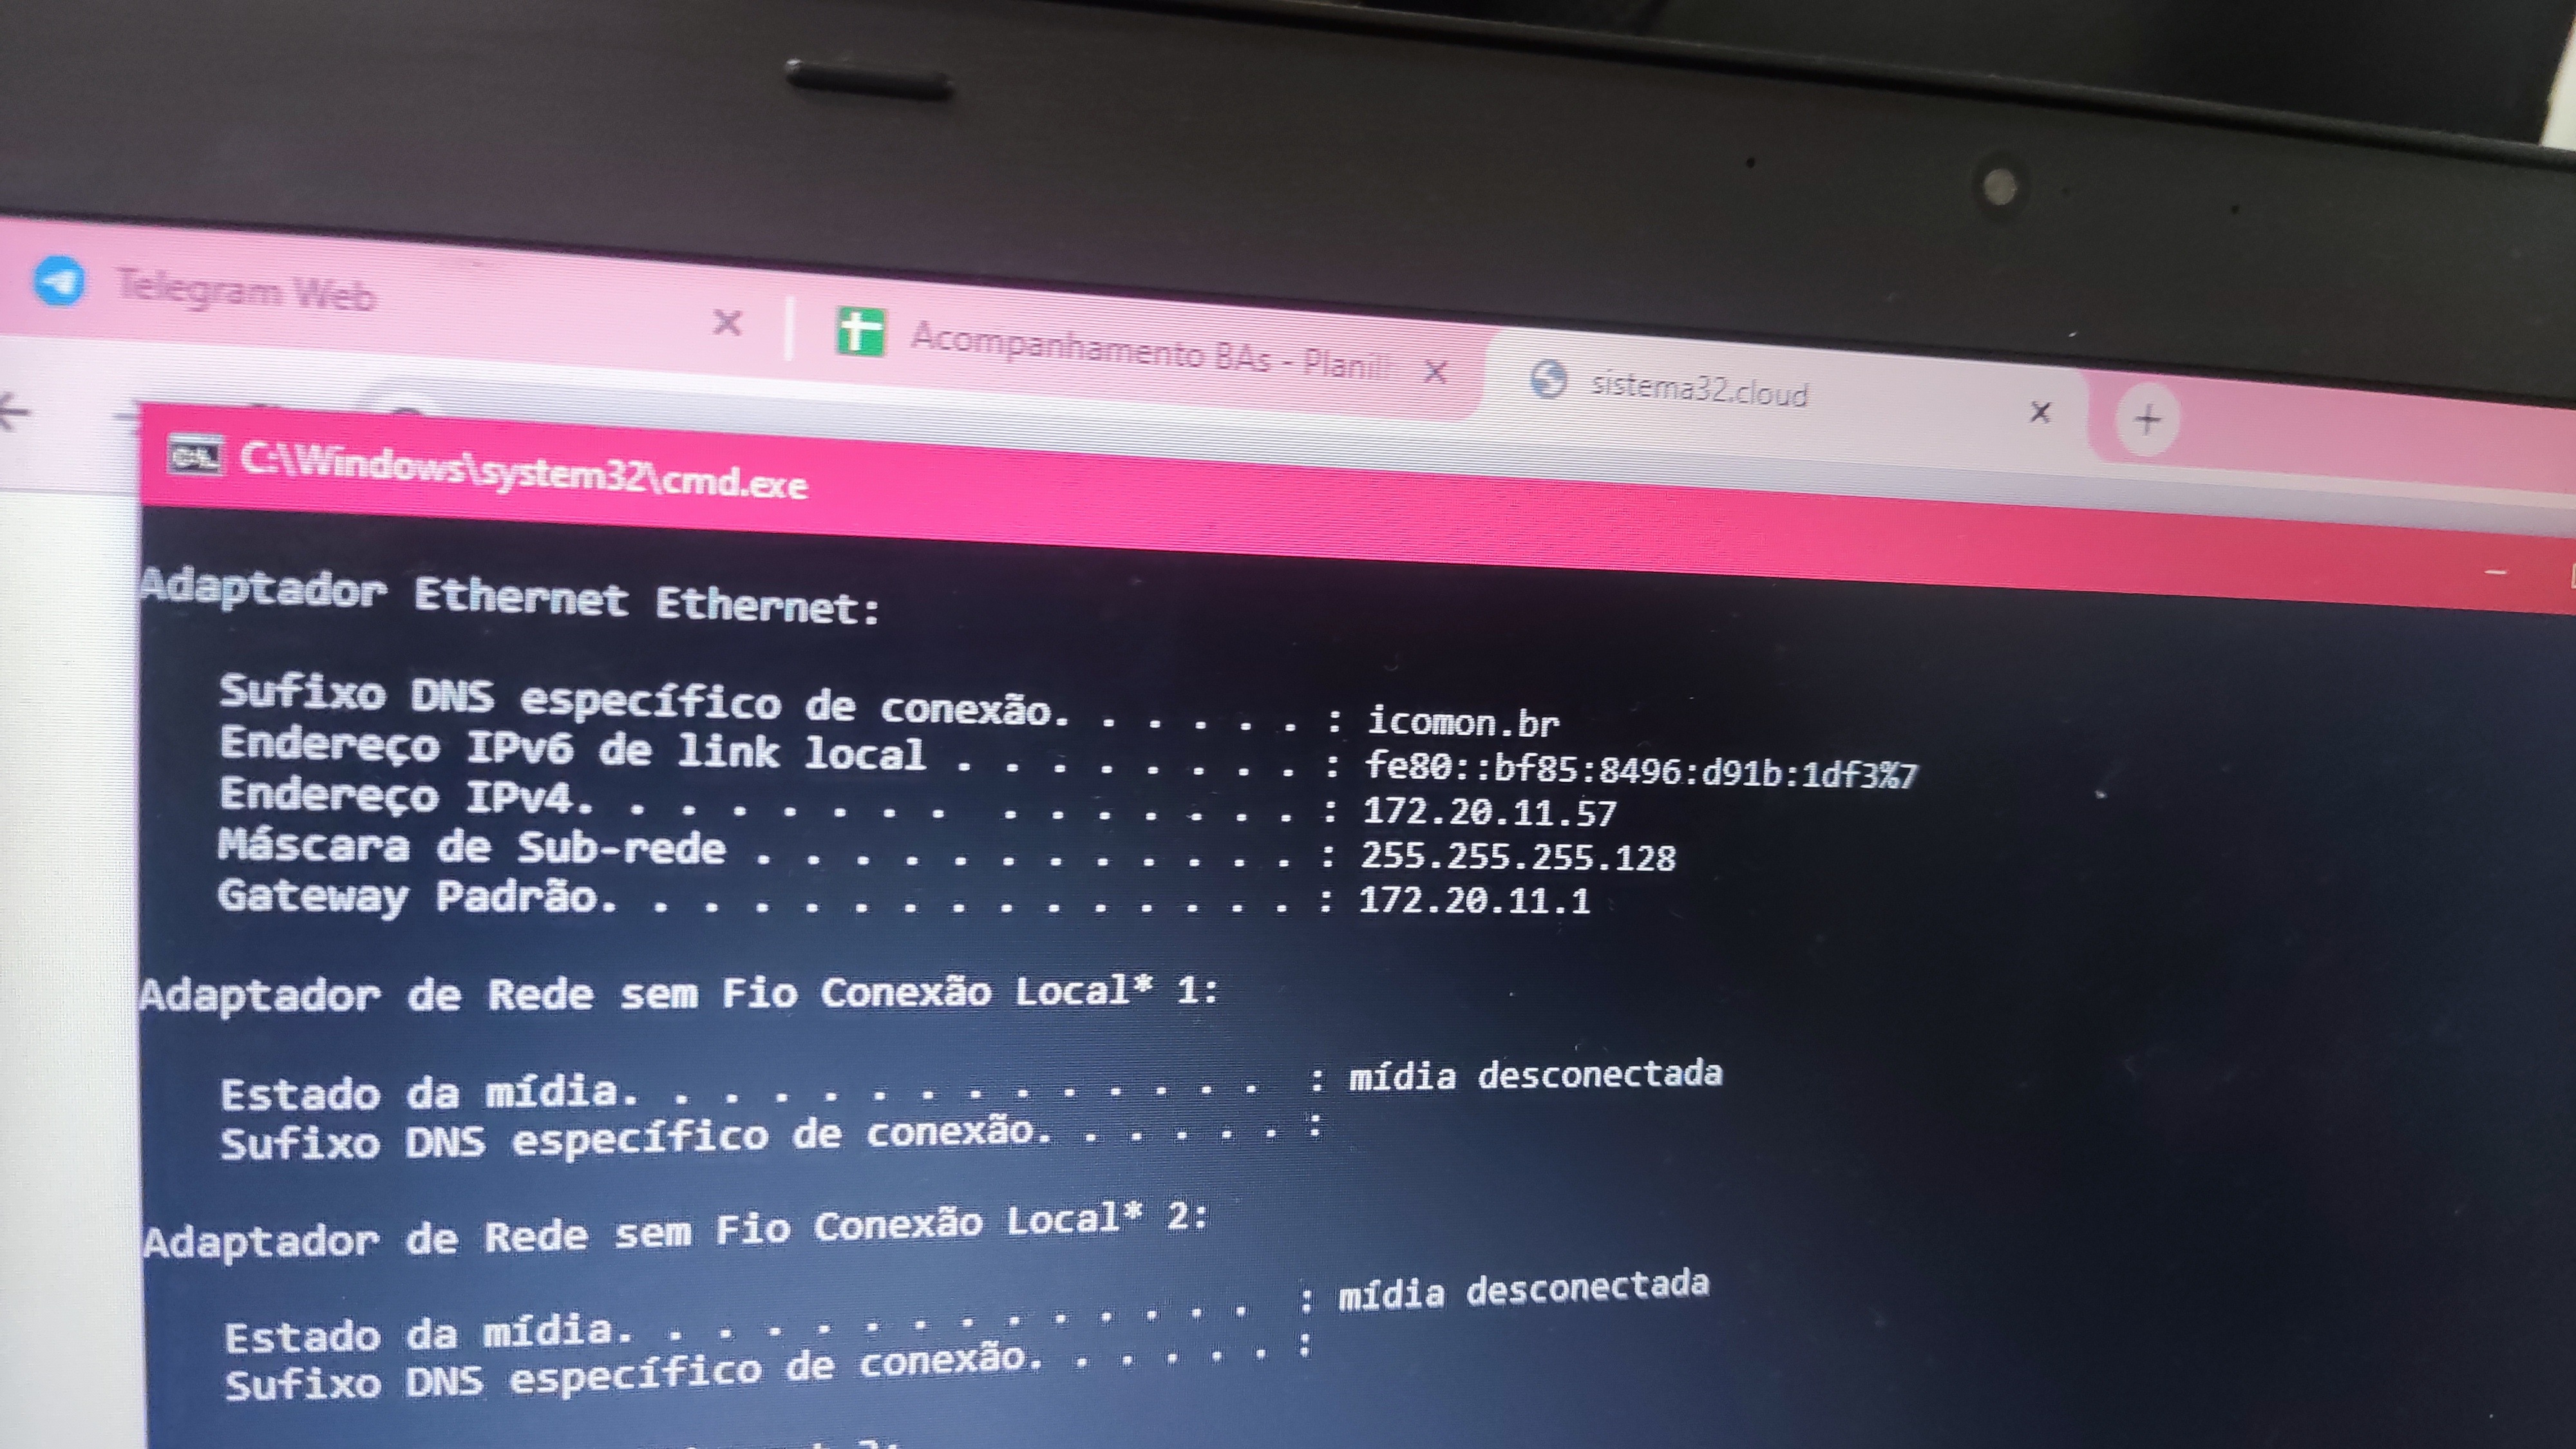 Telegram Web
Acompanhamento BAs - Planil
sistema32.cloud
C:\Windows\system32\cmd.exe
Adaptador Ethernet Ethernet:
Sufixo DNS específico de conexão. . . . . . : icomon.br
Endereço IPv6 de link local . . . . . . . . : fe80::bf85:8496:d91b:1df3%7
Endereço IPv4. . . . . . . .  . . . . . . . : 172.20.11.57
Máscara de Sub-rede . . . . . . . . . . . . : 255.255.255.128
Gateway Padrão. . . . . . . . . . . . . . . : 172.20.11.1
Adaptador de Rede sem Fio Conexão Local* 1:
Estado da mídia. . . . . . . . . . . . . .  : mídia desconectada
Sufixo DNS específico de conexão. . . . . . :
Adaptador de Rede sem Fio Conexão Local* 2:
Estado da mídia. . . . . . . . . . . . . .  : mídia desconectada
Sufixo DNS específico de conexão. . . . . . :